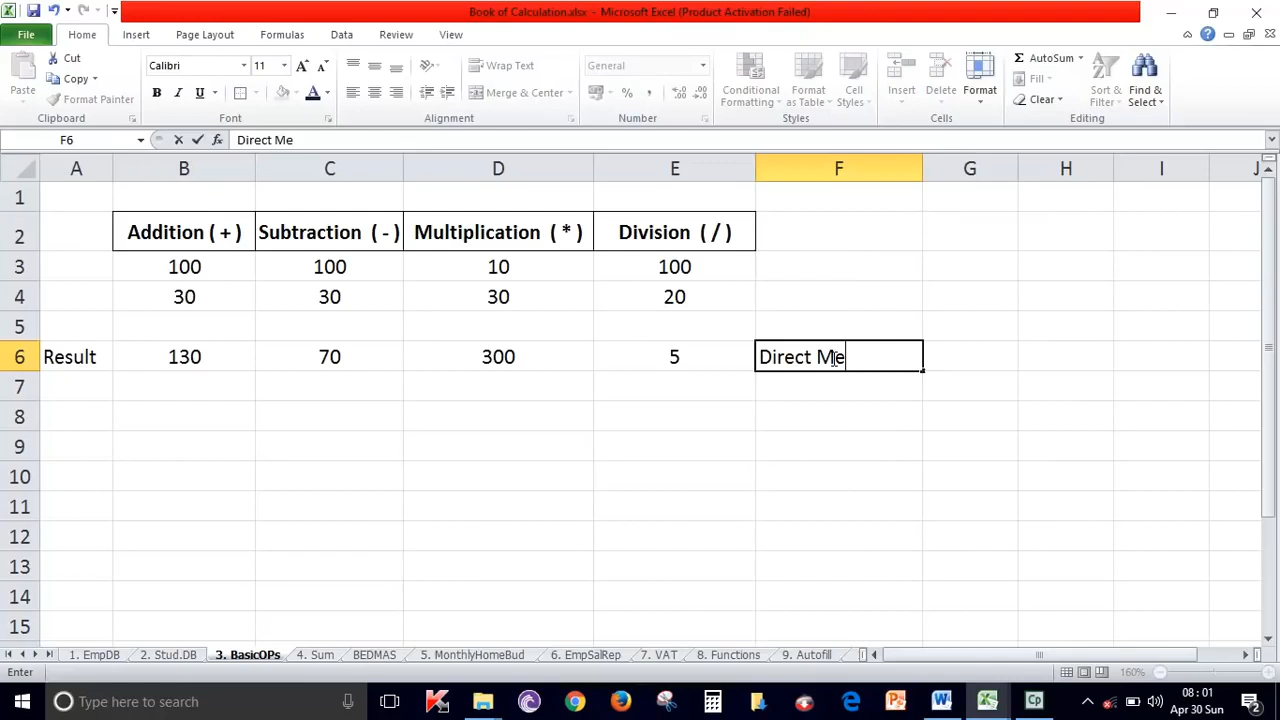 Book of Calculation.xlsx - Microsoft Excel (Product Activation Failed)
File Home Insert Page Layout Formulas Data Review View
Cut
Copy
Format Painter
Paste
Clipboard
Calibri 11
B I U
Font
Wrap Text
Merge & Center
Alignment
General
% ,
Number
Conditional Formatting
Format as Table
Cell Styles
Styles
Insert Delete Format
Cells
Σ AutoSum
Fill
Clear
Sort & Filter
Find & Select
Editing
F6 fx Direct Me
A B C D E F G H I J
1
2 Addition ( + ) Subtraction ( - ) Multiplication ( * ) Division ( / )
3 100 100 10 100
4 30 30 30 20
5
6 Result 130 70 300 5 Direct Me
7
8
9
10
11
12
13
14
15
1. EmpDB 2. Stud.DB 3. BasicOPs 4. Sum BEDMAS 5. MonthlyHomeBud 6. EmpSalRep 7. VAT 8. Functions 9. Autofill
Enter 160%
Type here to search
08:01
Apr 30 Sun
2